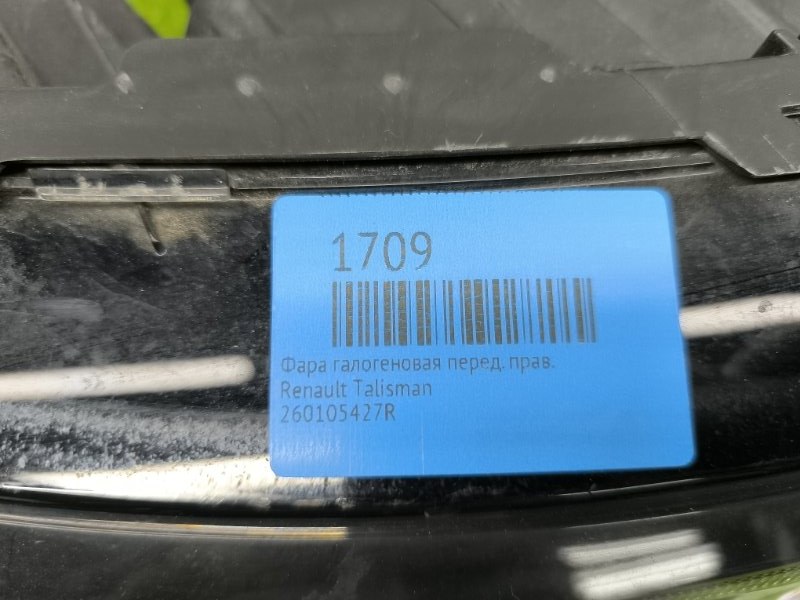 1709
Фара галогеновая перед. прав.
Renault Talisman
260105427R